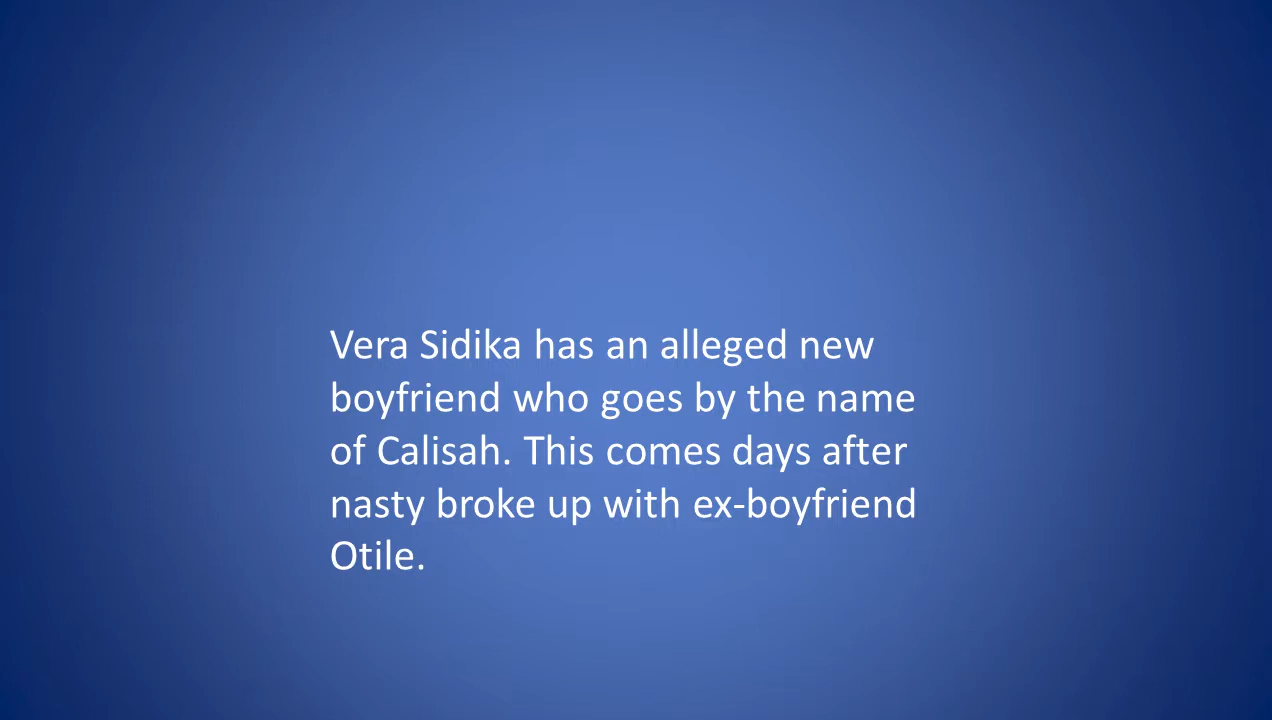 Vera Sidika has an alleged new
boyfriend who goes by the name
of Calisah. This comes days after
nasty broke up with ex-boyfriend
Otile.